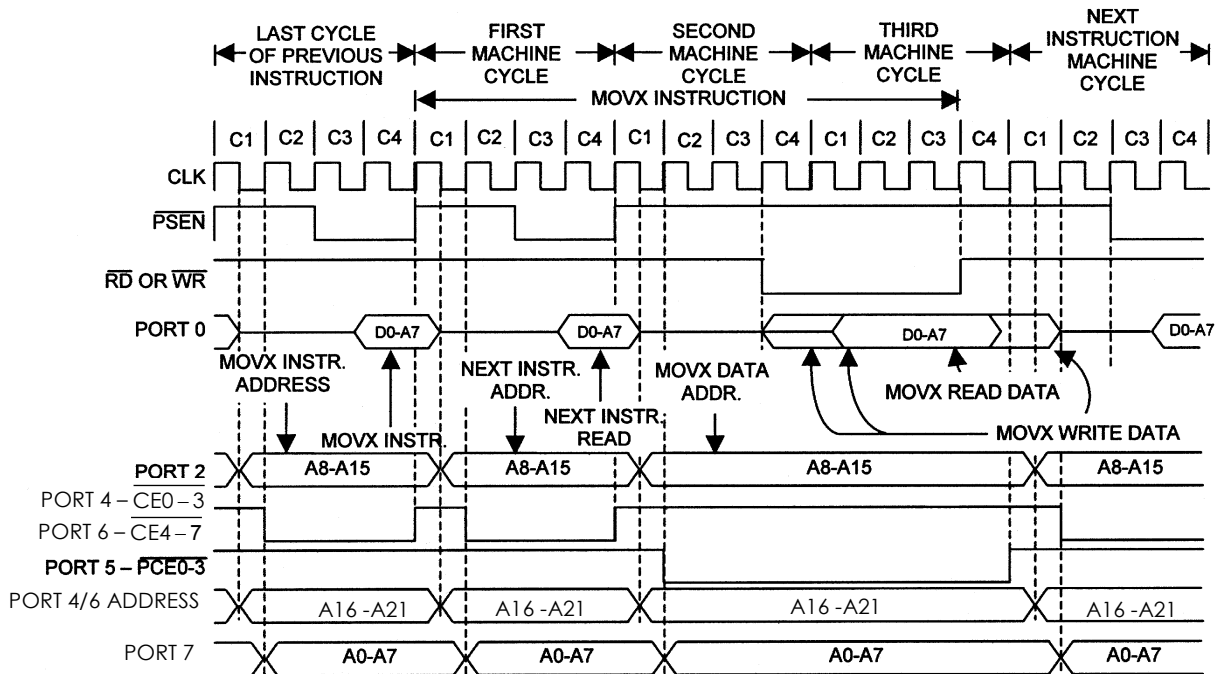 LAST CYCLE
OF PREVIOUS
INSTRUCTION
FIRST
MACHINE
CYCLE
SECOND
MACHINE
CYCLE
THIRD
MACHINE
CYCLE
NEXT
INSTRUCTION
MACHINE
CYCLE
MOVX INSTRUCTION
C1 C2 C3 C4 C1 C2 C3 C4 C1 C2 C3 C4 C1 C2 C3 C4 C1 C2 C3 C4
CLK
PSEN
RD OR WR
PORT 0 D0-A7 D0-A7 D0-A7 D0-A7
MOVX INSTR.
ADDRESS
MOVX INSTR.
NEXT INSTR.
ADDR.
NEXT INSTR.
READ
MOVX DATA
ADDR.
MOVX READ DATA
MOVX WRITE DATA
PORT 2 A8-A15 A8-A15 A8-A15 A8-A15
PORT 4 – CE0 – 3
PORT 6 – CE4 – 7
PORT 5 – PCE0-3
PORT 4/6 ADDRESS A16 -A21 A16 -A21 A16 -A21 A16 -A21
PORT 7 A0-A7 A0-A7 A0-A7 A0-A7